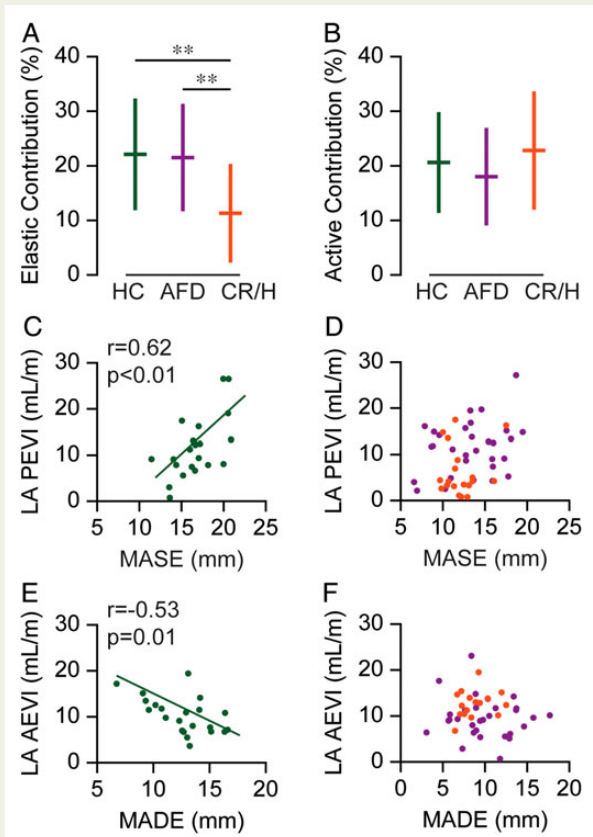 A
**
**
Elastic Contribution (%)
40
30
20
10
0
HC AFD CR/H
B
Active Contribution (%)
40
30
20
10
0
HC AFD CR/H
C
r=0.62
p<0.01
LA PEVI (mL/m)
30
20
10
0
5 10 15 20 25
MASE (mm)
D
LA PEVI (mL/m)
30
20
10
0
5 10 15 20 25
MASE (mm)
E
r=-0.53
p=0.01
LA AEVI (mL/m)
30
20
10
0
5 10 15 20
MADE (mm)
F
LA AEVI (mL/m)
30
20
10
0
0 5 10 15 20
MADE (mm)